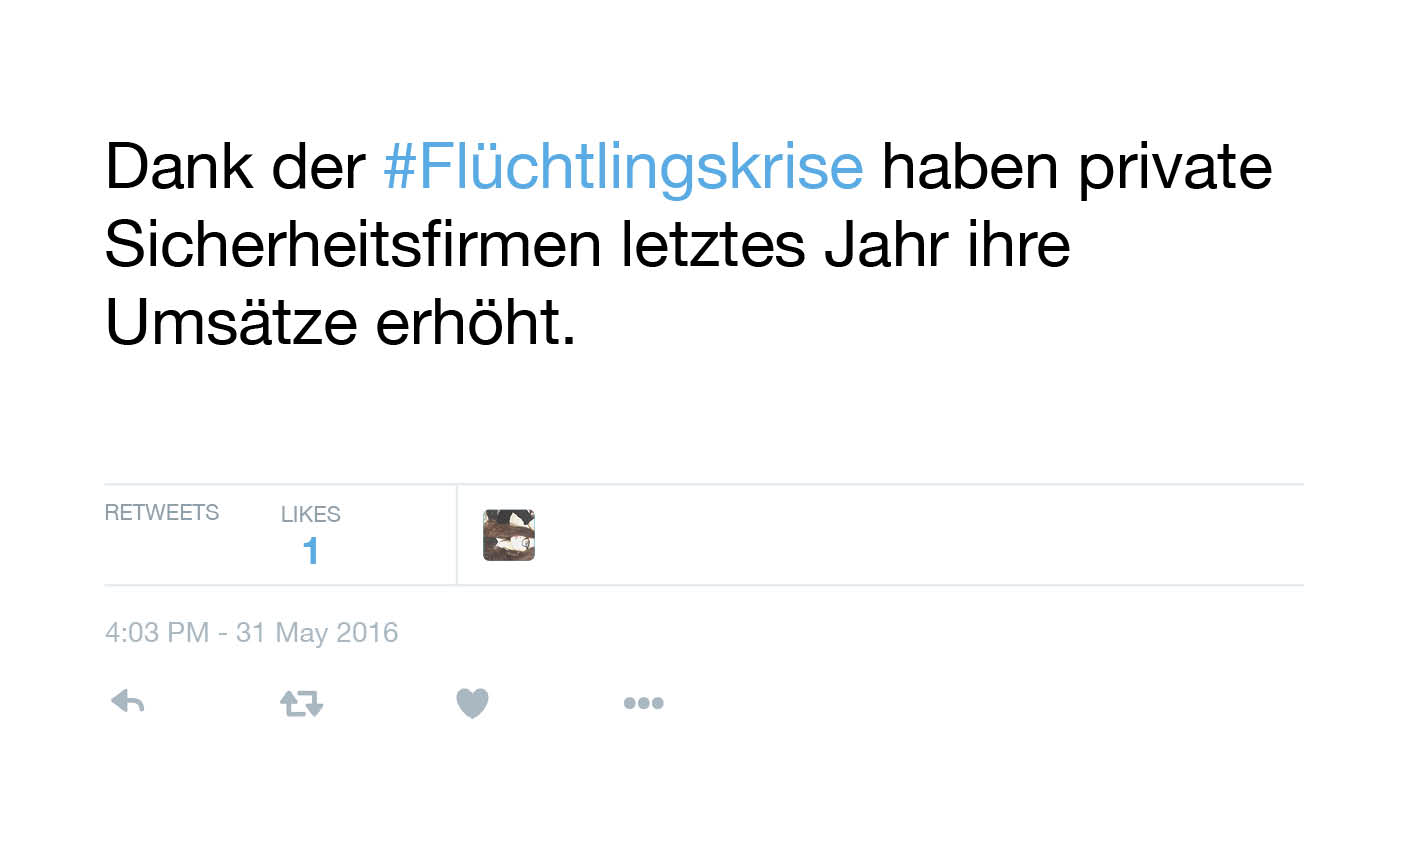 Dank der #Flüchtlingskrise haben private
Sicherheitsfirmen letztes Jahr ihre
Umsätze erhöht.
RETWEETS
LIKES
1
4:03 PM - 31 May 2016